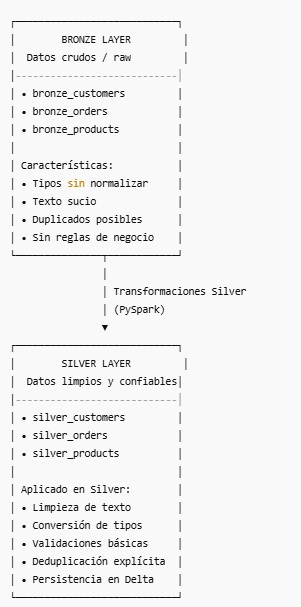 BRONZE LAYER
Datos crudos / raw
• bronze_customers
• bronze_orders
• bronze_products
Características:
• Tipos sin normalizar
• Texto sucio
• Duplicados posibles
• Sin reglas de negocio
Transformaciones Silver
(PySpark)
SILVER LAYER
Datos limpios y confiables
• silver_customers
• silver_orders
• silver_products
Aplicado en Silver:
• Limpieza de texto
• Conversión de tipos
• Validaciones básicas
• Deduplicación explícita
• Persistencia en Delta